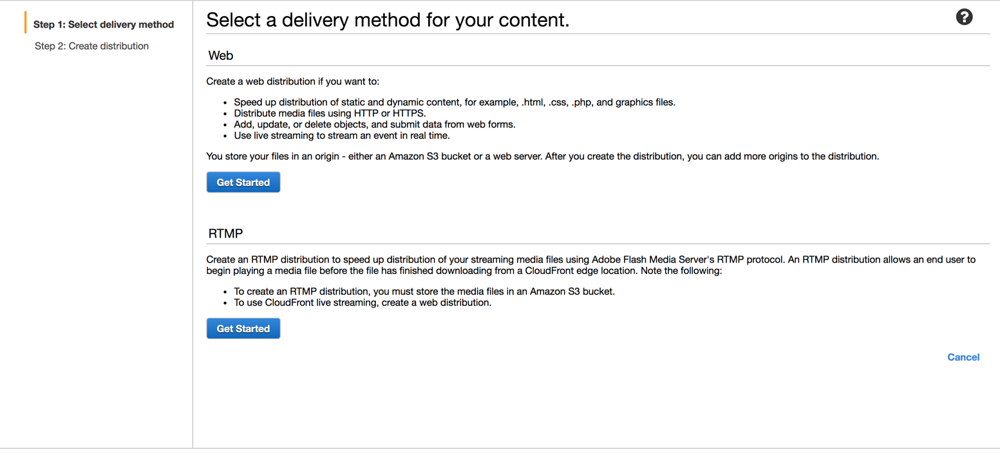 Step 1: Select delivery method
Step 2: Create distribution
Select a delivery method for your content.
?
Web
Create a web distribution if you want to:
• Speed up distribution of static and dynamic content, for example, .html, .css, .php, and graphics files.
• Distribute media files using HTTP or HTTPS.
• Add, update, or delete objects, and submit data from web forms.
• Use live streaming to stream an event in real time.
You store your files in an origin - either an Amazon S3 bucket or a web server. After you create the distribution, you can add more origins to the distribution.
Get Started
RTMP
Create an RTMP distribution to speed up distribution of your streaming media files using Adobe Flash Media Server's RTMP protocol. An RTMP distribution allows an end user to
begin playing a media file before the file has finished downloading from a CloudFront edge location. Note the following:
• To create an RTMP distribution, you must store the media files in an Amazon S3 bucket.
• To use CloudFront live streaming, create a web distribution.
Get Started
Cancel